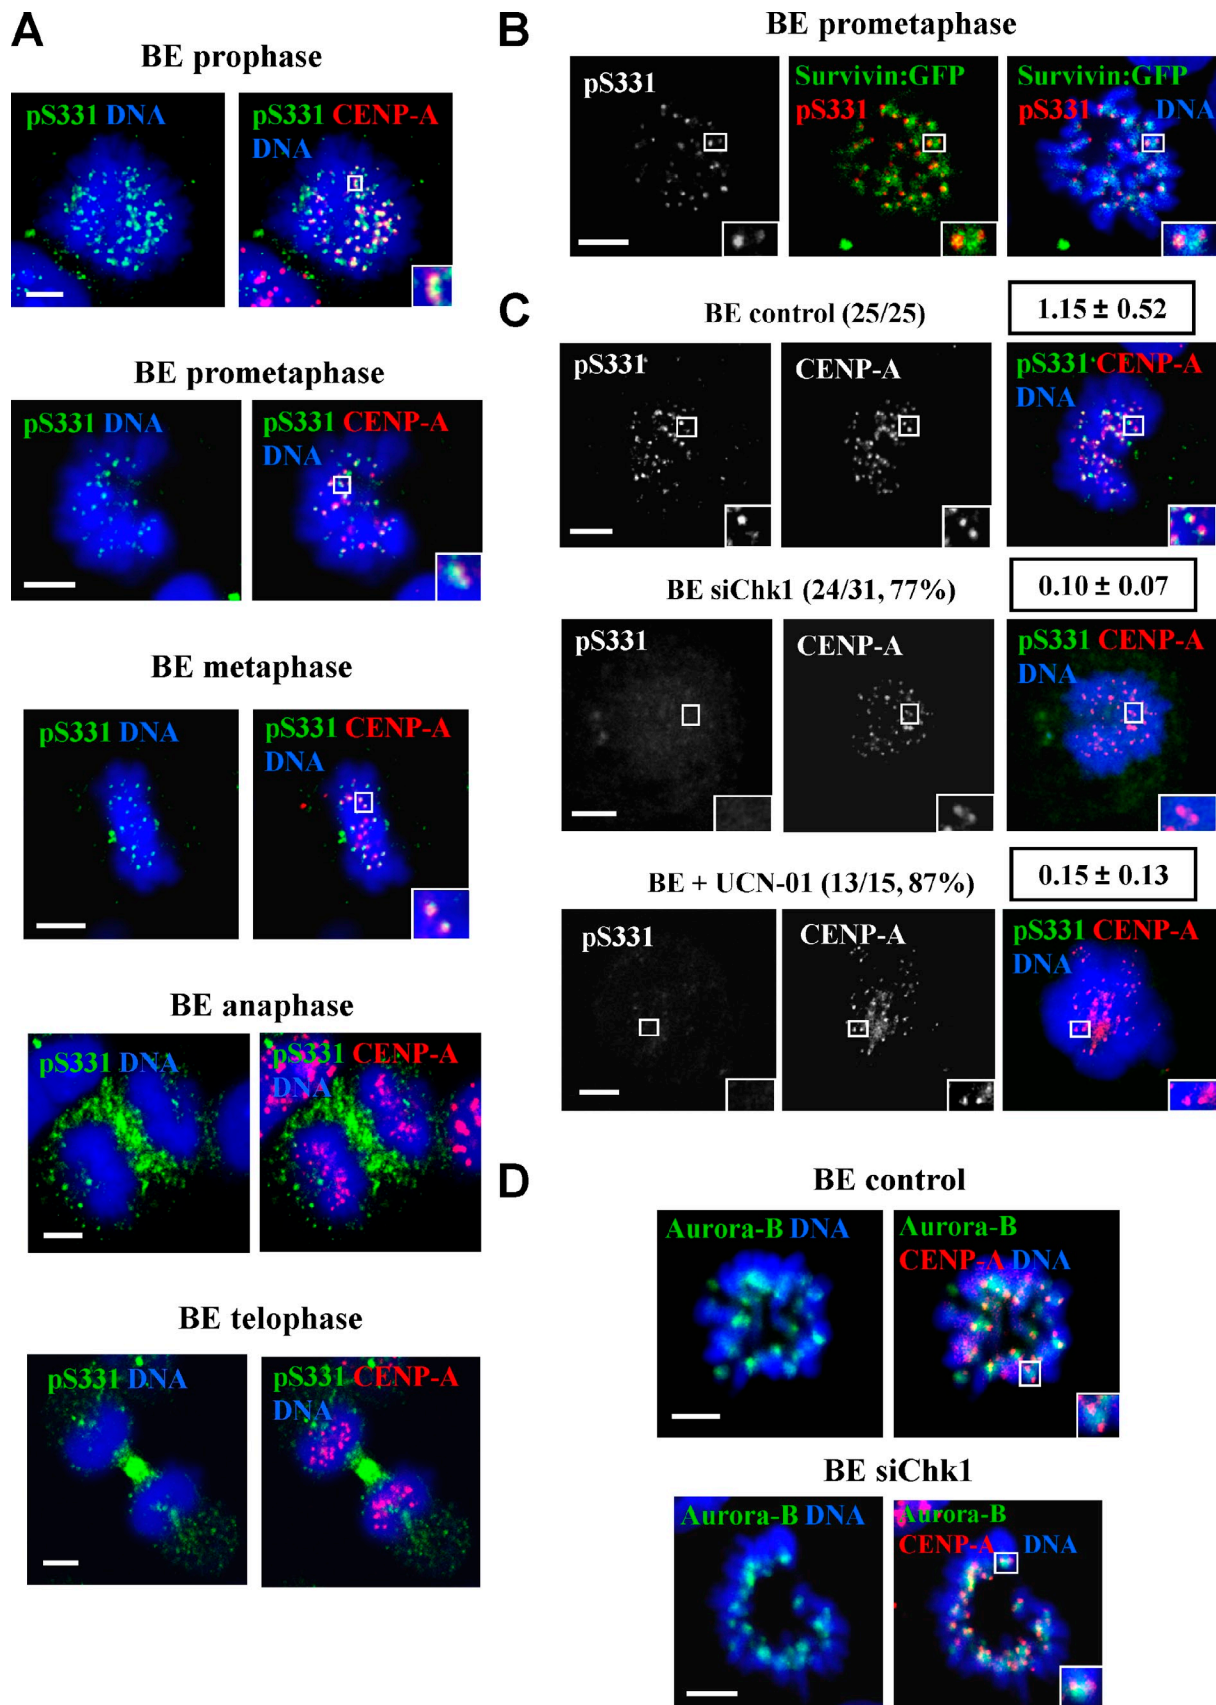 A
BE prophase
pS331 DNA
pS331 CENP-A
DNA
BE prometaphase
pS331 DNA
pS331 CENP-A
DNA
BE metaphase
pS331 DNA
pS331 CENP-A
DNA
BE anaphase
pS331 DNA
pS331 CENP-A
DNA
BE telophase
pS331 DNA
pS331 CENP-A
DNA
B
BE prometaphase
pS331
Survivin:GFP
pS331
Survivin:GFP
pS331 DNA
C
BE control (25/25)
1.15 ± 0.52
pS331
CENP-A
pS331 CENP-A
DNA
BE siChk1 (24/31, 77%)
0.10 ± 0.07
pS331
CENP-A
pS331 CENP-A
DNA
BE + UCN-01 (13/15, 87%)
0.15 ± 0.13
pS331
CENP-A
pS331 CENP-A
DNA
D
BE control
Aurora-B DNA
Aurora-B
CENP-A DNA
BE siChk1
Aurora-B DNA
Aurora-B
CENP-A DNA